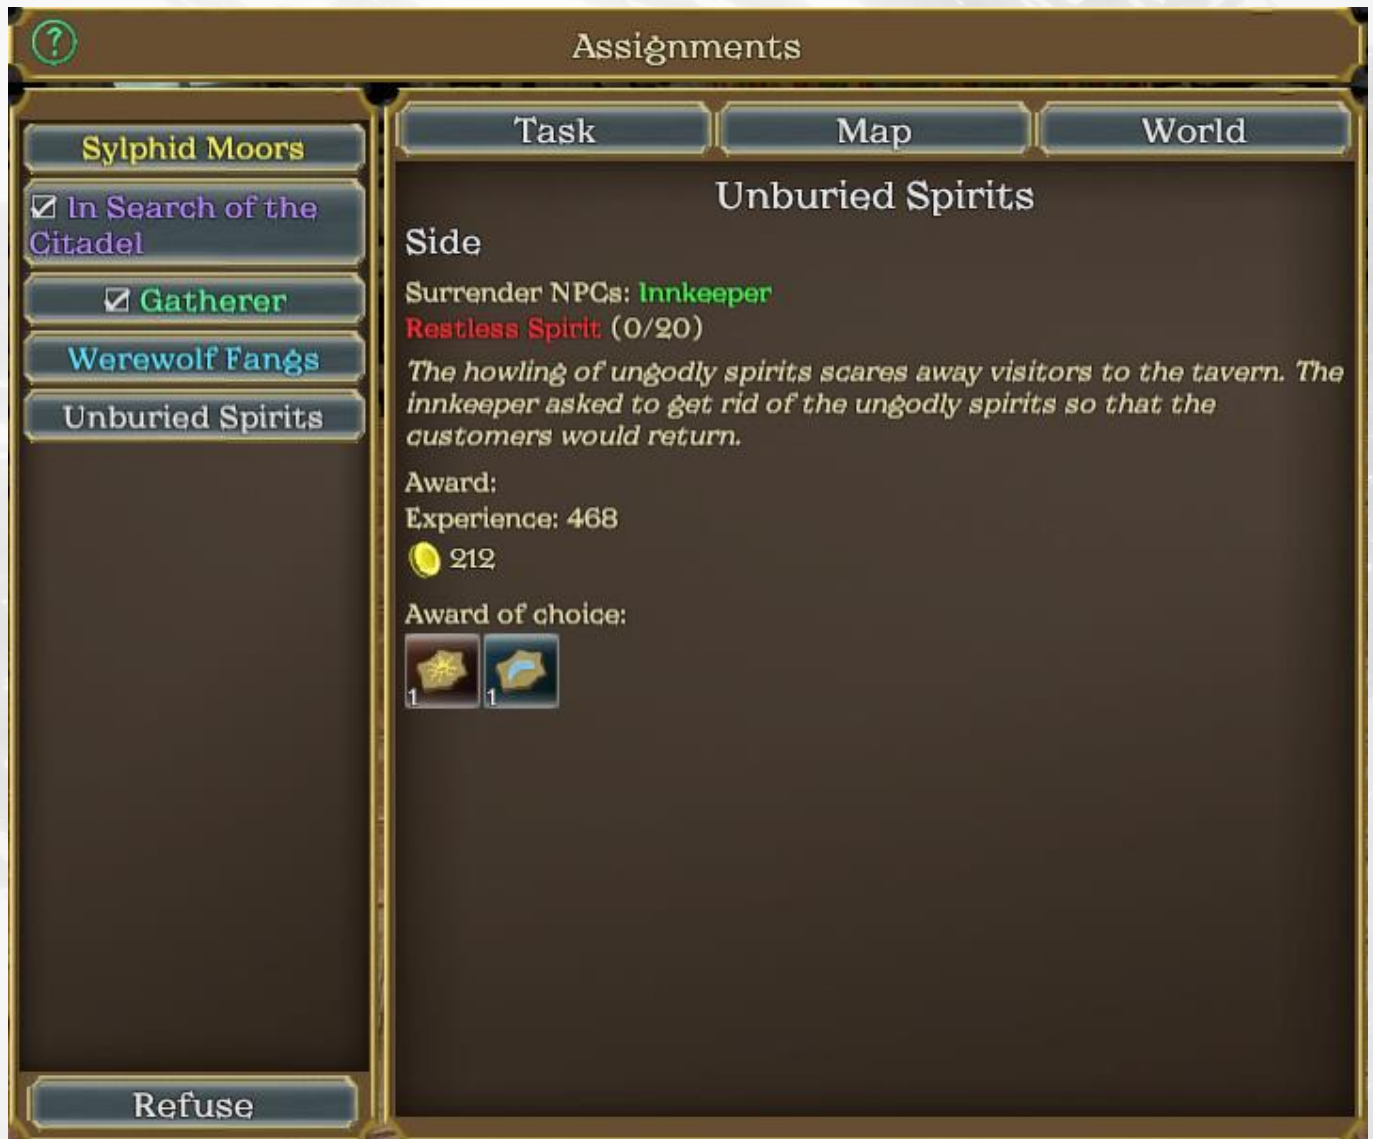 ?
Assignments
Sylphid Moors
In Search of the
Citadel
Gatherer
Werewolf Fangs
Unburied Spirits
Refuse
Task
Map
World
Unburied Spirits
Side
Surrender NPCs: Innkeeper
Restless Spirit (0/20)
The howling of ungodly spirits scares away visitors to the tavern. The
innkeeper asked to get rid of the ungodly spirits so that the
customers would return.
Award:
Experience: 468
212
Award of choice:
1
1